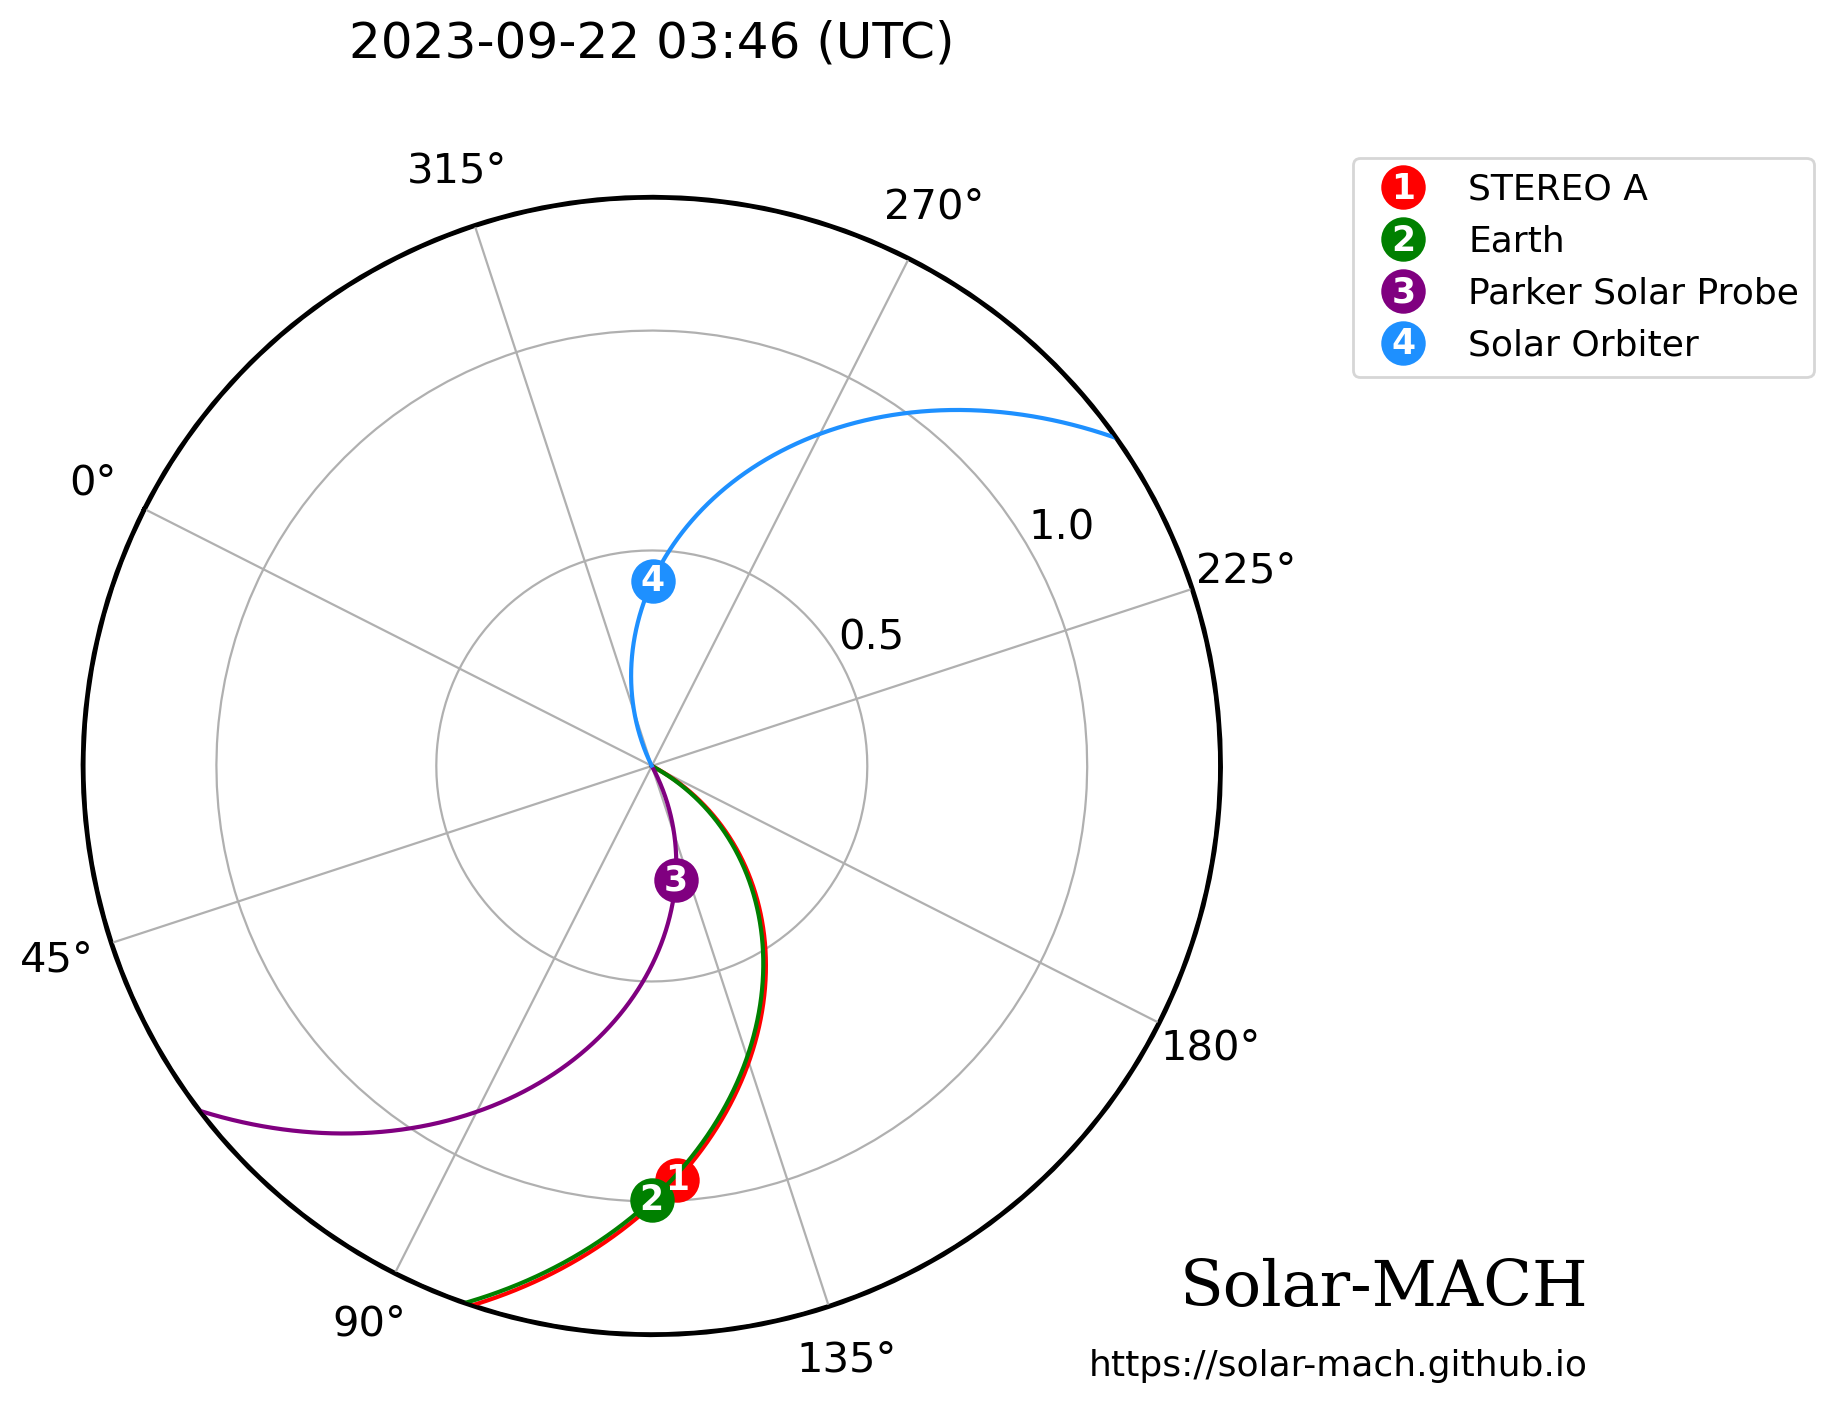 2023-09-22 03:46 (UTC)
315°
270°
1 STEREO A
2 Earth
3 Parker Solar Probe
4 Solar Orbiter
0°
1.0
225°
4
0.5
3
45°
180°
1
2
90°
135°
Solar-MACH
https://solar-mach.github.io